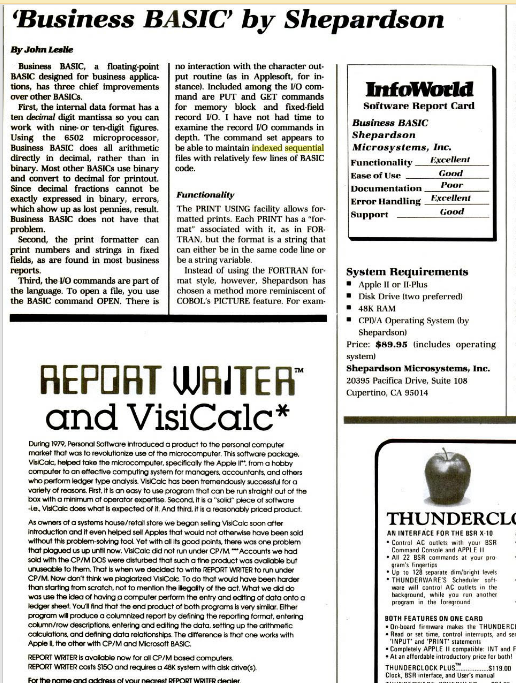 'Business BASIC' by Shepardson
By John Leslie
Business BASIC, a floating-point
BASIC designed for business applica-
tions, has three chief improvements
over other BASICs.
First, the internal data format has a
ten decimal digit mantissa so you can
work with nine- or ten-digit figures.
Using the 6502 microprocessor,
Business BASIC does all arithmetic
directly in decimal, rather than in
binary. Most other BASICs use binary
and convert to decimal for printout.
Since decimal fractions cannot be
exactly expressed in binary, errors,
which show up as lost pennies, result.
Business BASIC does not have that
problem.
Second, the print formatter can
print numbers and strings in fixed
fields, as are found in most business
reports.
Third, the I/O commands are part of
the language. To open a file, you use
the BASIC command OPEN. There is
no interaction with the character out-
put routine (as in Applesoft, for in-
stance). Included among the I/O com-
mand are PUT and GET commands
for memory block and fixed-field
record I/O. I have not had time to
examine the record I/O commands in
depth. The command set appears to
be able to maintain indexed sequential
files with relatively few lines of BASIC
code.
Functionality
The PRINT USING facility allows for-
matted prints. Each PRINT has a "for-
mat" associated with it, as in FOR-
TRAN, but the format is a string that
can either be in the same code line or
be a string variable.
Instead of using the FORTRAN for-
mat style, however, Shepardson has
chosen a method more reminiscent of
COBOL's PICTURE feature. For exam-
InfoWorld
Software Report Card
Business BASIC
Shepardson
Microsystems, Inc.
Functionality Excellent
Ease of Use Good
Documentation Poor
Error Handling Excellent
Support Good
System Requirements
■ Apple II or II-Plus
■ Disk Drive (two preferred)
■ 48K RAM
■ CP/A Operating System (by
Shepardson)
Price: $89.95 (includes operating
system)
Shepardson Microsystems, Inc.
20395 Pacifica Drive, Suite 108
Cupertino, CA 95014
REPORT WRITER™
and VisiCalc*
During 1979, Personal Software introduced a product to the personal computer
market that was to revolutionize use of the microcomputer. This software package,
VisiCalc, helped take the microcomputer, specifically the Apple II™, from a hobby
computer to an effective computing system for managers, accountants, and others
who perform ledger type analysis. VisiCalc has been tremendously successful for a
variety of reasons. First, it is an easy to use program that can be run straight out of the
box with a minimum of operator expertise. Second, it is a "solid" piece of software
-i.e., VisiCalc does what is expected of it. And third, it is a reasonably priced product.
As owners of a systems house/retail store we began selling VisiCalc soon after
introduction and it even helped sell Apples that would not otherwise have been sold
without this problem-solving tool. Yet with all its good points, there was one problem
that plagued us up until now. VisiCalc did not run under CP/M.™ Accounts we had
sold with the CP/M DOS were disturbed that such a fine product was available but
unuseable to them. That is when we decided to write REPORT WRITER to run under
CP/M. Now don't think we plagiarized VisiCalc. To do that would have been harder
than starting from scratch, not to mention the illegality of the act. What we did do
was use the idea of having a computer perform the entry and editing of data onto a
ledger sheet. You'll find that the end product of both programs is very similar. Either
program will produce a columnized report by defining the reporting format, entering
column/row descriptions, entering and editing the data, setting up the arithmetic
calculations, and defining data relationships. The difference is that one works with
Apple II, the other with CP/M and Microsoft BASIC.
REPORT WRITER is available now for all CP/M based computers.
REPORT WRITER costs $150 and requires a 48K system with disk drive(s).
For the name and address of your nearest REPORT WRITER dealer
THUNDERCLO
AN INTERFACE FOR THE BSR X-10
• Control AC outlets with your BSR
Command Console and APPLE II
• All 22 BSR commands at your pro-
gram's fingertips
• Up to 128 separate dim/bright levels
• THUNDERWARE'S Scheduler soft-
ware will control AC outlets in the
background, while you run another
program in the foreground
BOTH FEATURES ON ONE CARD
• On-board firmware makes the THUNDERCL
• Read or set time, control interrupts, and se
"INPUT" and "PRINT" statements
• Completely APPLE II compatible: INT and F
• At an affordable introductory price for both!
THUNDERCLOCK PLUS™ $119.00
Clock, BSR interface, and User's manual